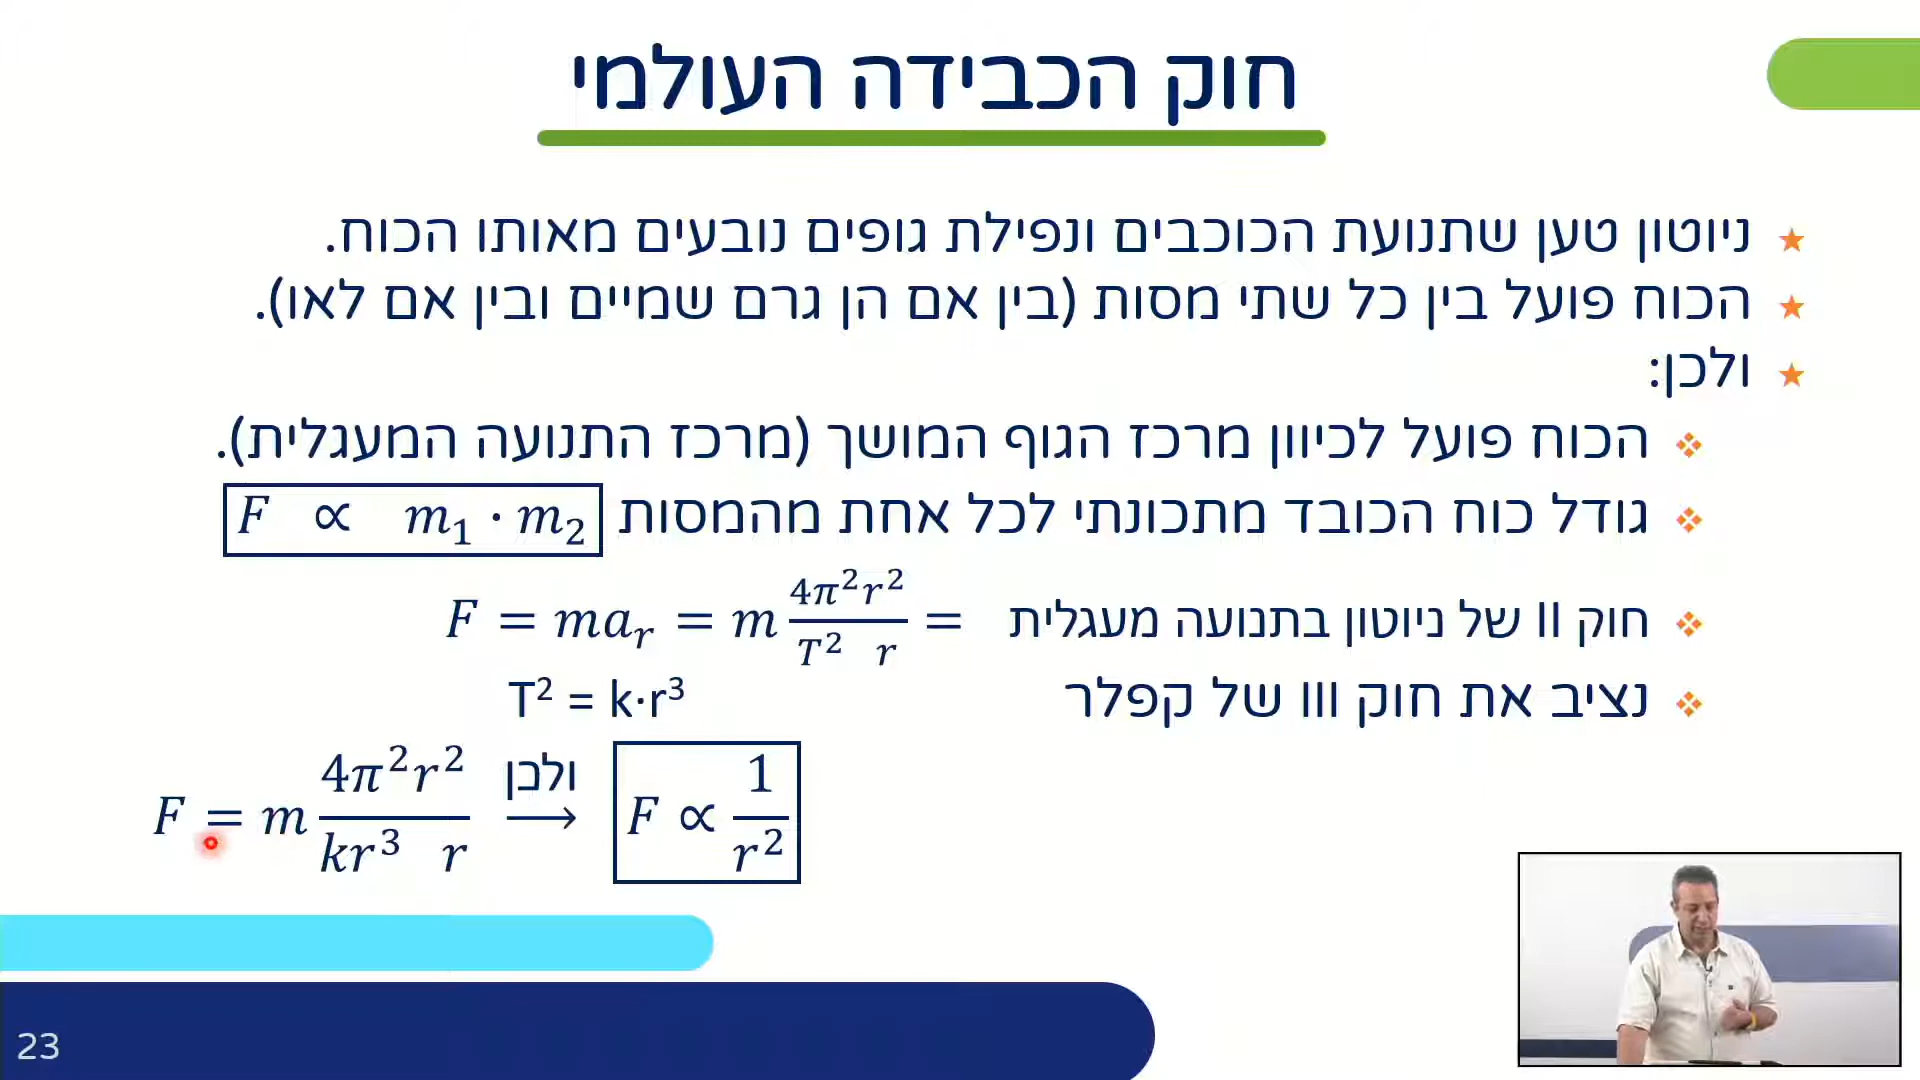 חוק הכבידה העולמי
ניוטון טען שתנועת הכוכבים ונפילת גופים נובעים מאותו הכוח.
הכוח פועל בין כל שתי מסות (בין אם הן גרם שמיים ובין אם לאו).
ולכן:
הכוח פועל לכיוון מרכז הגוף המושך (מרכז התנועה המעגלית).
גודל כוח הכובד מתכונתי לכל אחת מהמסות F ∝ m₁ · m₂
חוק II של ניוטון בתנועה מעגלית F = maᵣ = m 4π²r² / T² r =
נציב את חוק III של קפלר T² = k·r³
F = m 4π²r² / kr³ r ולכן ⟶ F ∝ 1 / r²
23